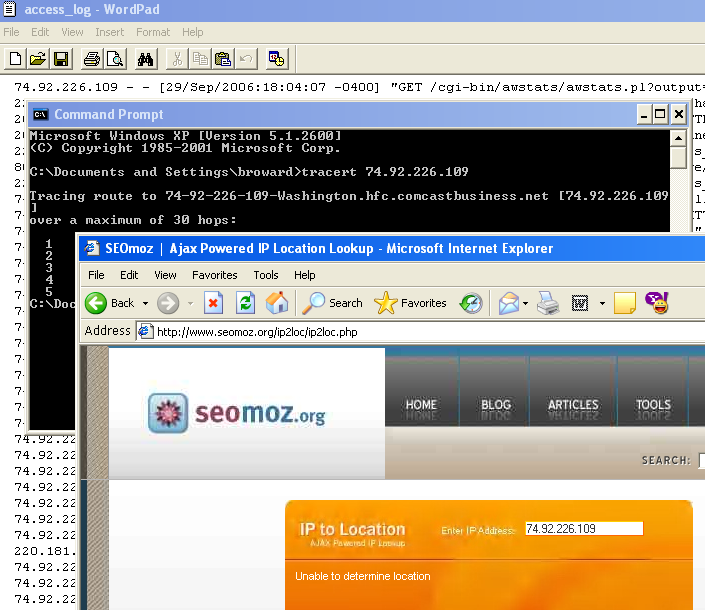 access_log - WordPad
File Edit View Insert Format Help
74.92.226.109 - - [29/Sep/2006:18:04:07 -0400] "GET /cgi-bin/awstats/awstats.pl?output=
Command Prompt
Microsoft Windows XP [Version 5.1.2600]
(C) Copyright 1985-2001 Microsoft Corp.
C:\Documents and Settings\broward>tracert 74.92.226.109
Tracing route to 74-92-226-109-Washington.hfc.comcastbusiness.net [74.92.226.109
]
over a maximum of 30 hops:
1
2
3
4
5
C:\Doc
SEOmoz | Ajax Powered IP Location Lookup - Microsoft Internet Explorer
File Edit View Favorites Tools Help
Back Search Favorites
Address http://www.seomoz.org/ip2loc/ip2loc.php
seomoz.org
HOME BLOG ARTICLES TOOLS
SEARCH:
IP to Location
AJAX Powered IP Lookup
Enter IP Address: 74.92.226.109
Unable to determine location
74.92.22
74.92.22
74.92.22
74.92.22
74.92.22
74.92.22
74.92.22
220.181.
74.92.22
74.92.22
74.92.22